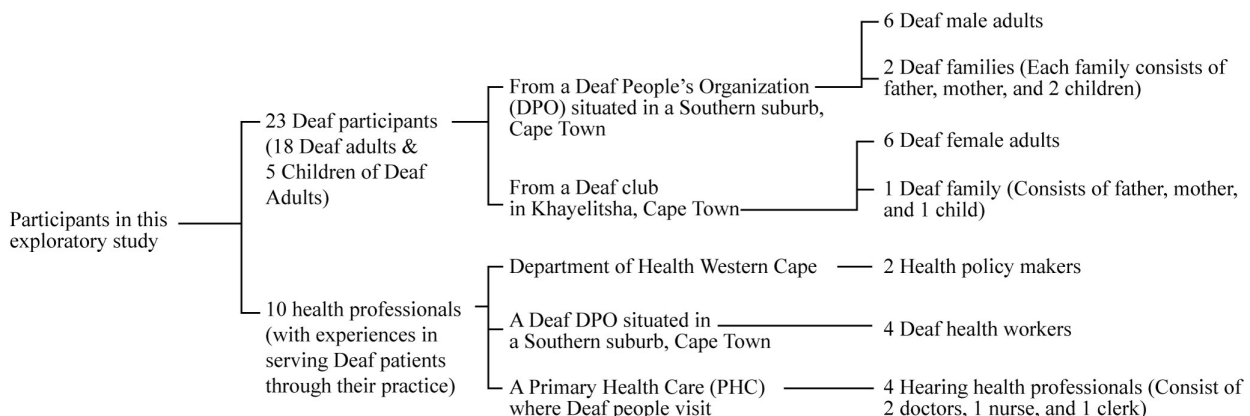 Participants in this
exploratory study
23 Deaf participants
(18 Deaf adults &
5 Children of Deaf
Adults)
From a Deaf People's Organization
(DPO) situated in a Southern suburb,
Cape Town
6 Deaf male adults
2 Deaf families (Each family consists of
father, mother, and 2 children)
From a Deaf club
in Khayelitsha, Cape Town
6 Deaf female adults
1 Deaf family (Consists of father, mother,
and 1 child)
10 health professionals
(with experiences in
serving Deaf patients
through their practice)
Department of Health Western Cape
2 Health policy makers
A Deaf DPO situated in
a Southern suburb, Cape Town
4 Deaf health workers
A Primary Health Care (PHC)
where Deaf people visit
4 Hearing health professionals (Consist of
2 doctors, 1 nurse, and 1 clerk)